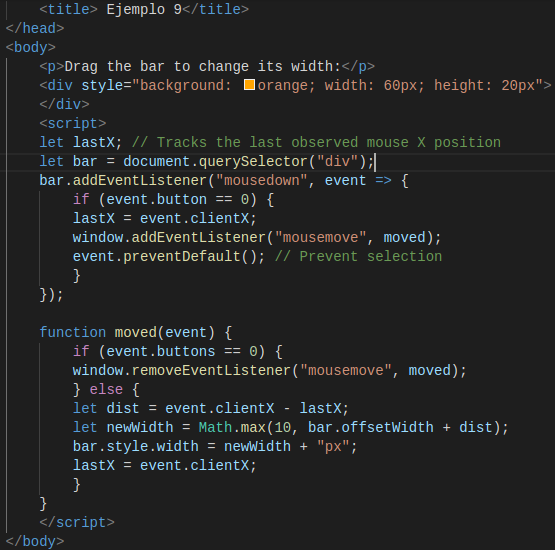 <title> Ejemplo 9</title>
</head>
<body>
<p>Drag the bar to change its width:</p>
<div style="background: orange; width: 60px; height: 20px">
</div>
<script>
let lastX; // Tracks the last observed mouse X position
let bar = document.querySelector("div");
bar.addEventListener("mousedown", event => {
if (event.button == 0) {
lastX = event.clientX;
window.addEventListener("mousemove", moved);
event.preventDefault(); // Prevent selection
}
});
function moved(event) {
if (event.buttons == 0) {
window.removeEventListener("mousemove", moved);
} else {
let dist = event.clientX - lastX;
let newWidth = Math.max(10, bar.offsetWidth + dist);
bar.style.width = newWidth + "px";
lastX = event.clientX;
}
}
</script>
</body>